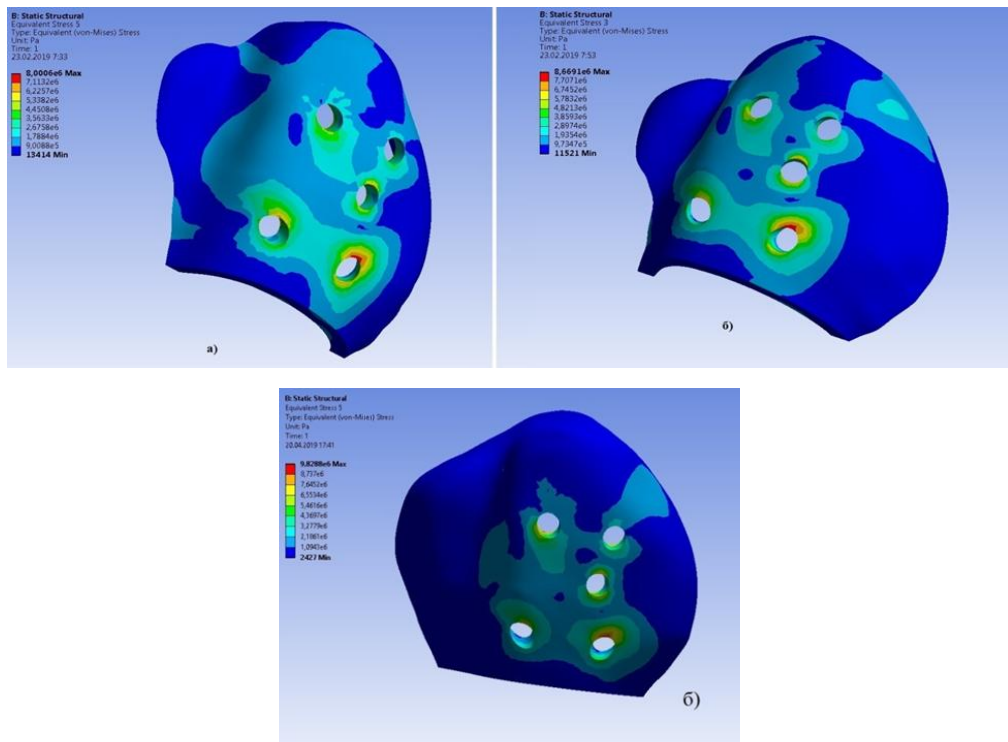 B: Static Structural
Equivalent Stress 5
Type: Equivalent (von-Mises) Stress
Unit: Pa
Time: 1
23.02.2019 7:33
8,0006e6 Max
7,1132e6
6,2257e6
5,3382e6
4,4508e6
3,5633e6
2,6758e6
1,7884e6
9,0088e5
13414 Min
а)
B: Static Structural
Equivalent Stress 3
Type: Equivalent (von-Mises) Stress
Unit: Pa
Time: 1
23.02.2019 7:53
8,6691e6 Max
7,7071e6
6,7452e6
5,7832e6
4,8213e6
3,8593e6
2,8974e6
1,9354e6
9,7347e5
11521 Min
б)
B: Static Structural
Equivalent Stress 5
Type: Equivalent (von-Mises) Stress
Unit: Pa
Time: 1
20.04.2019 17:41
9,8288e6 Max
8,737e6
7,6452e6
6,5534e6
5,4616e6
4,3697e6
3,2779e6
2,1861e6
1,0943e6
2427 Min
б)